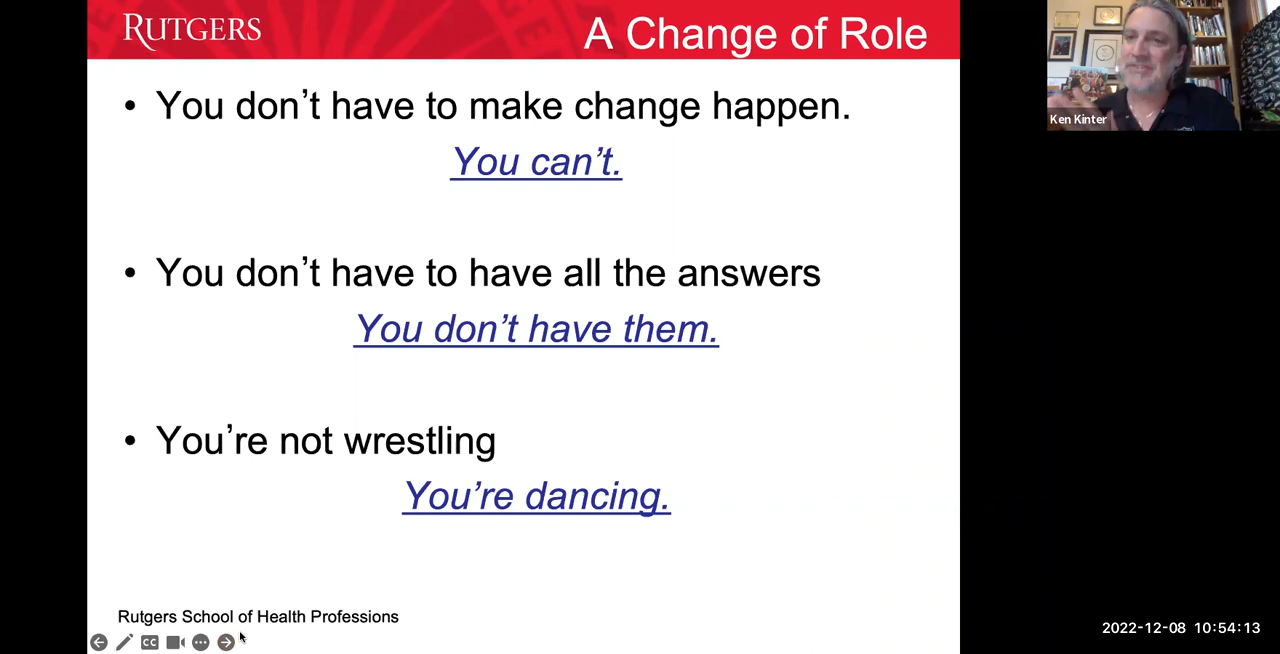 RUTGERS
A Change of Role
• You don’t have to make change happen.
You can’t.
• You don’t have to have all the answers
You don’t have them.
• You’re not wrestling
You’re dancing.
Rutgers School of Health Professions
CC
Ken Kinter
2022-12-08 10:54:13